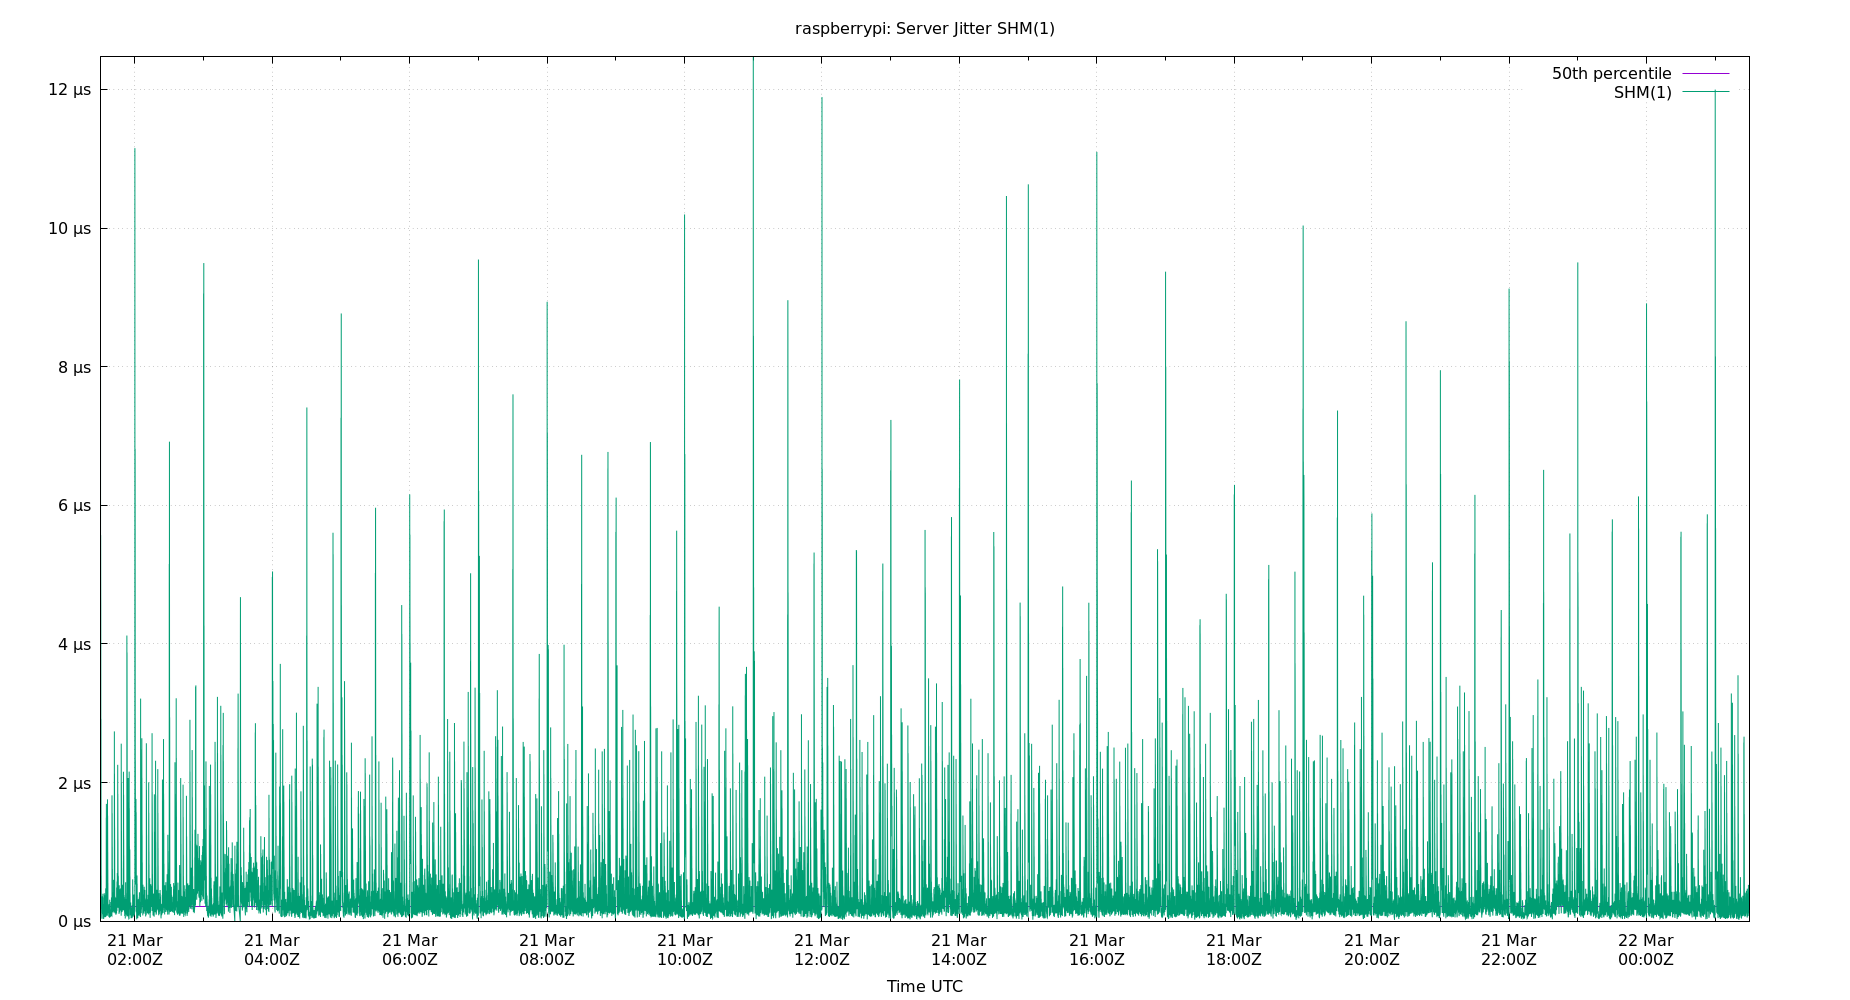 raspberrypi: Server Jitter SHM(1)
50th percentile
SHM(1)
12 µs
10 µs
8 µs
6 µs
4 µs
2 µs
0 µs
21 Mar 21 Mar 21 Mar 21 Mar 21 Mar 21 Mar 21 Mar 21 Mar 21 Mar 21 Mar 21 Mar 22 Mar
02:00Z 04:00Z 06:00Z 08:00Z 10:00Z 12:00Z 14:00Z 16:00Z 18:00Z 20:00Z 22:00Z 00:00Z
Time UTC